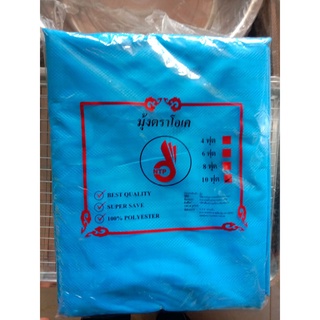 มุ้งตราโอเค
4 ฟุต
6 ฟุต
8 ฟุต
10 ฟุต
BEST QUALITY
SUPER SAVE
100% POLYESTER